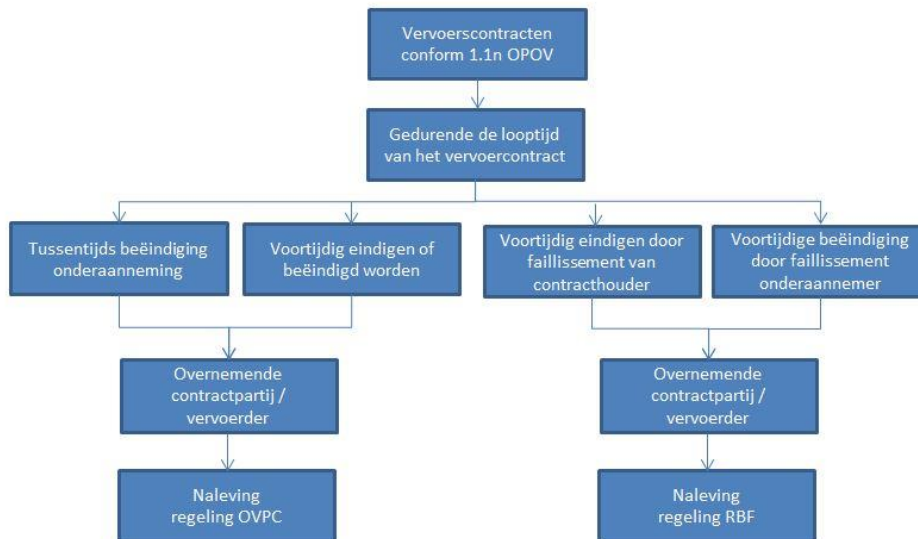 Vervoerscontracten
conform 1.1n OPOV
Gedurende de looptijd
van het vervoercontract
Tussentijds beëindiging
onderaanneming
Voortijdig eindigen of
beëindigd worden
Voortijdig eindigen door
faillissement van
contracthouder
Voortijdige beëindiging
door faillissement
onderaannemer
Overnemende
contractpartij /
vervoerder
Overnemende
contractpartij /
vervoerder
Naleving
regeling OVPC
Naleving
regeling RBF